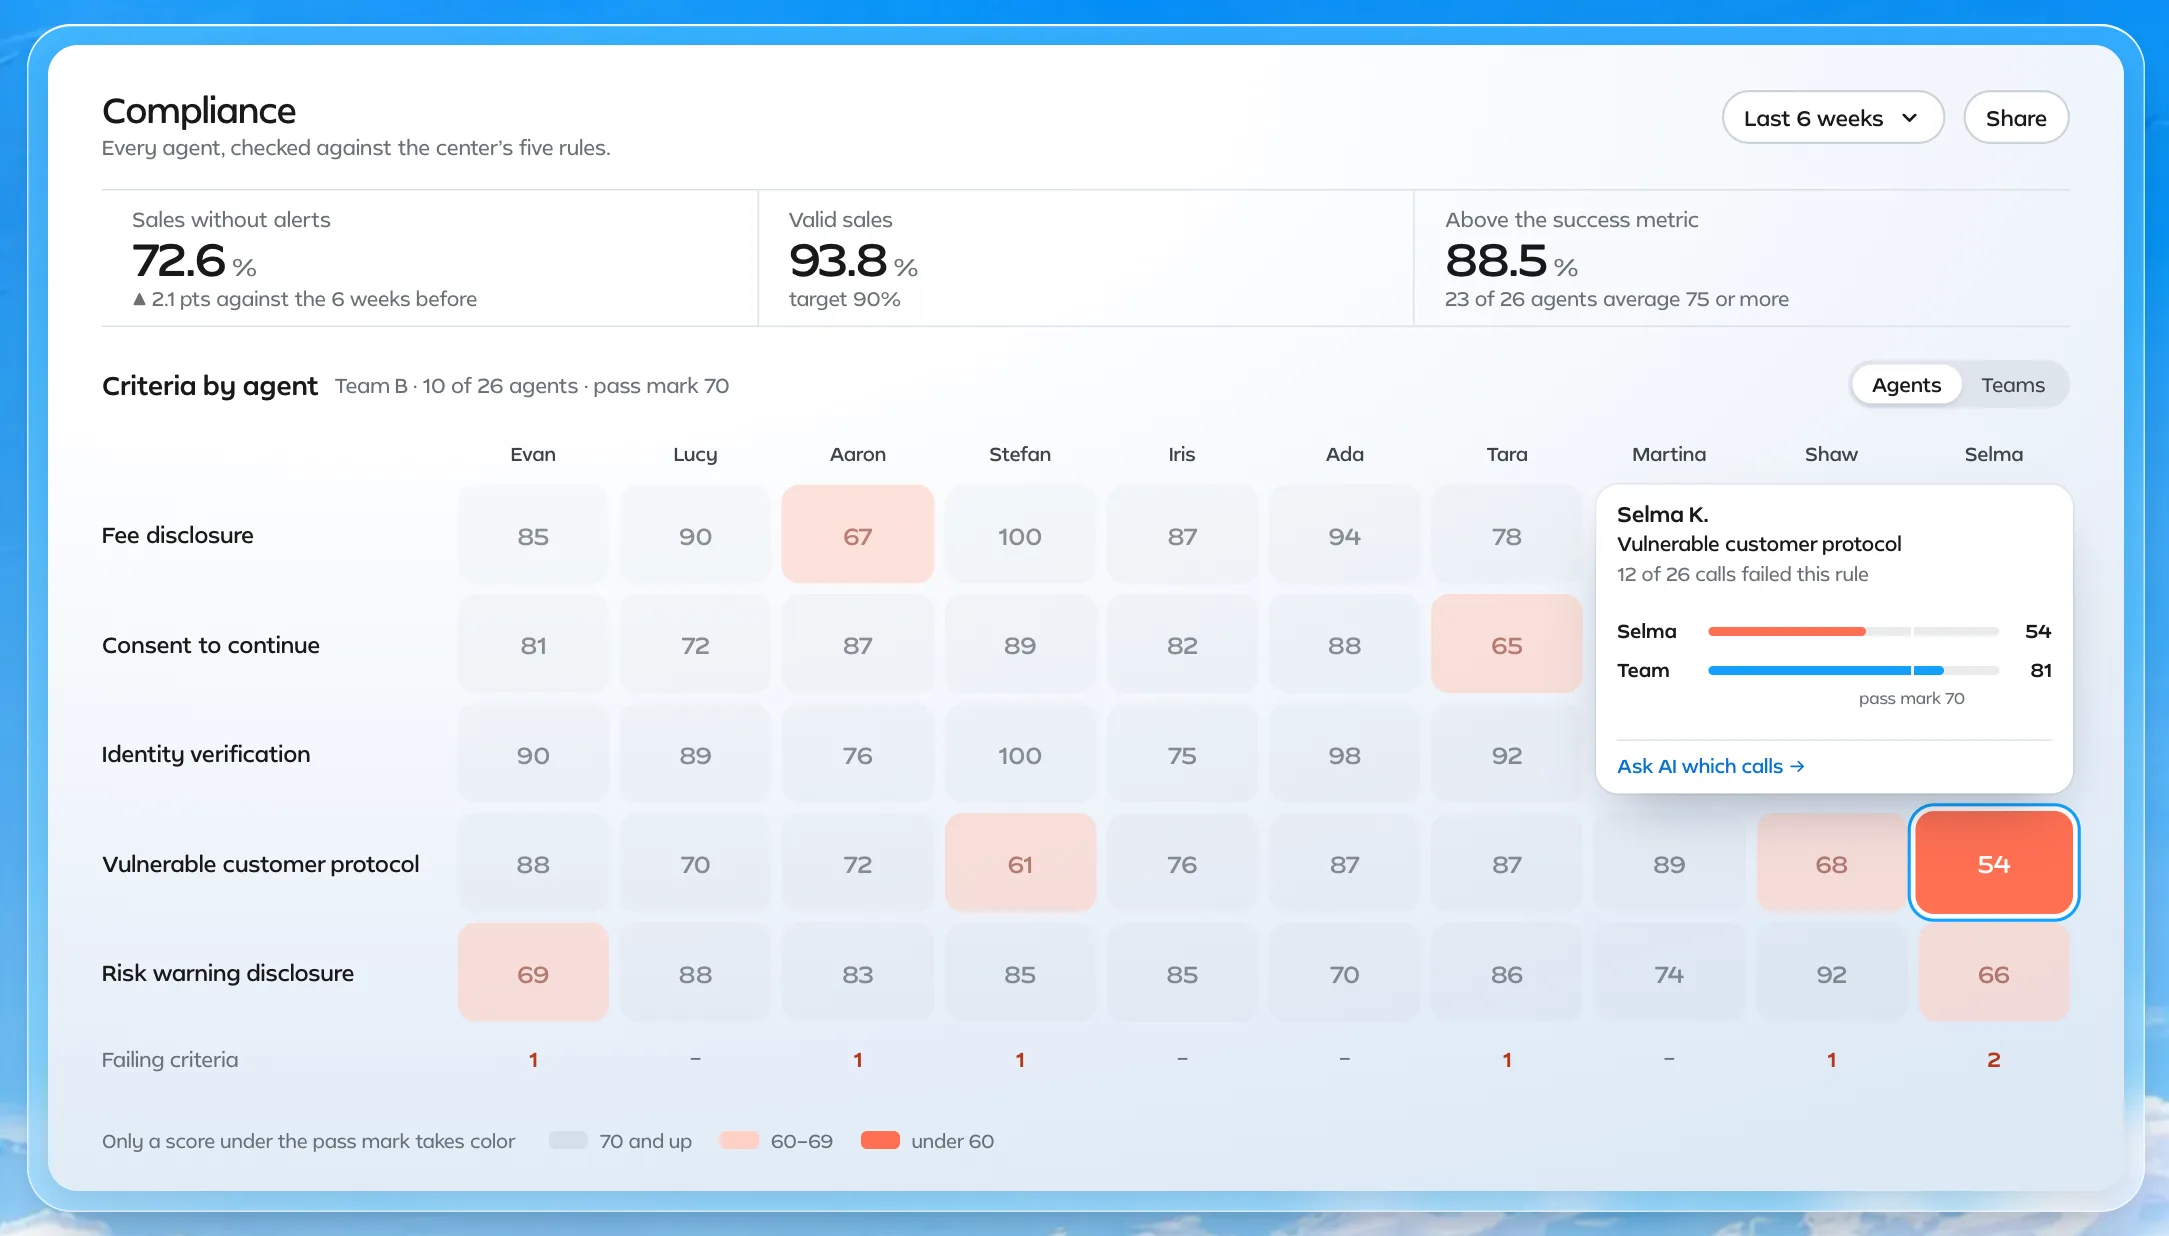 Compliance
Every agent, checked against the center's five rules.
Last 6 weeks
Share
Sales without alerts
72.6 %
▲ 2.1 pts against the 6 weeks before
Valid sales
93.8 %
target 90%
Above the success metric
88.5 %
23 of 26 agents average 75 or more
Criteria by agent Team B · 10 of 26 agents · pass mark 70
Agents Teams
Evan Lucy Aaron Stefan Iris Ada Tara Martina Shaw Selma
Fee disclosure 85 90 67 100 87 94 78
Consent to continue 81 72 87 89 82 88 65
Identity verification 90 89 76 100 75 98 92
Selma K.
Vulnerable customer protocol
12 of 26 calls failed this rule
Selma 54
Team 81
pass mark 70
Ask AI which calls →
Vulnerable customer protocol 88 70 72 61 76 87 87 89 68 54
Risk warning disclosure 69 88 83 85 85 70 86 74 92 66
Failing criteria 1 – 1 1 – – 1 – 1 2
Only a score under the pass mark takes color 70 and up 60–69 under 60